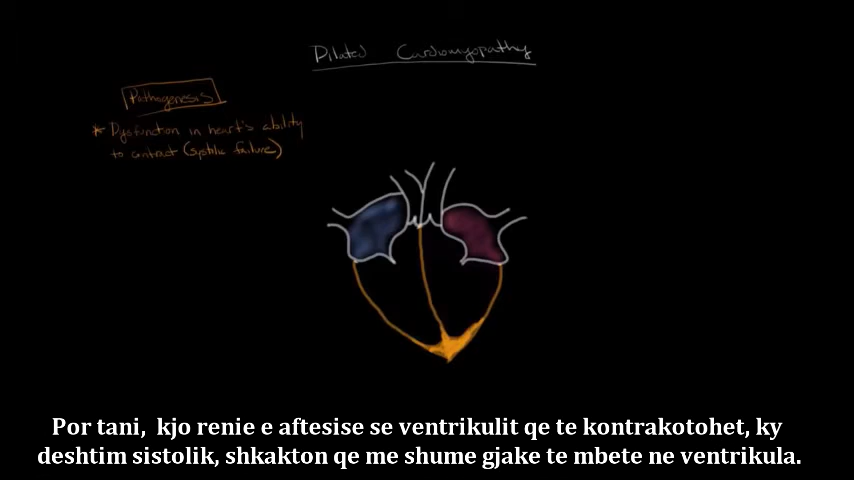 Dilated Cardiomyopathy
Pathogenesis
* Dysfunction in heart's ability
to contract (systolic failure)
Por tani, kjo renie e aftesise se ventrikulit qe te kontrakotohet, ky
deshtim sistolik, shkakton qe me shume gjake te mbete ne ventrikula.